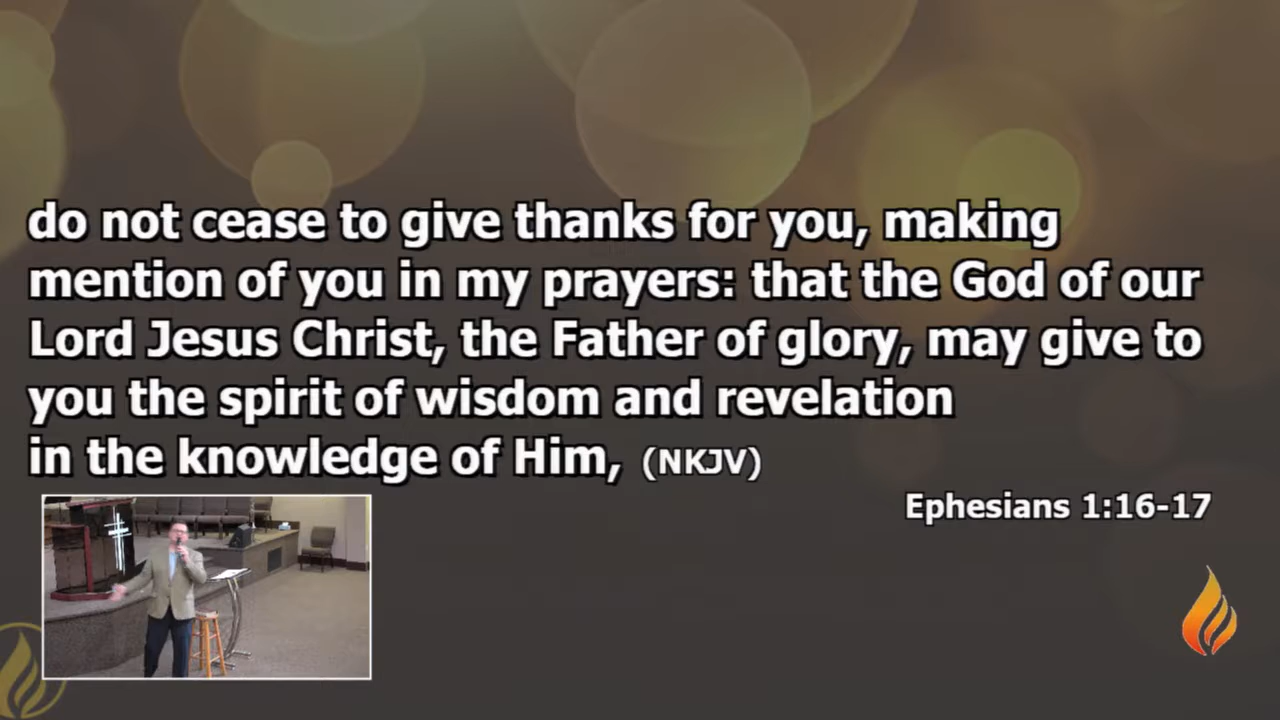 do not cease to give thanks for you, making
mention of you in my prayers: that the God of our
Lord Jesus Christ, the Father of glory, may give to
you the spirit of wisdom and revelation
in the knowledge of Him, (NKJV)
Ephesians 1:16-17